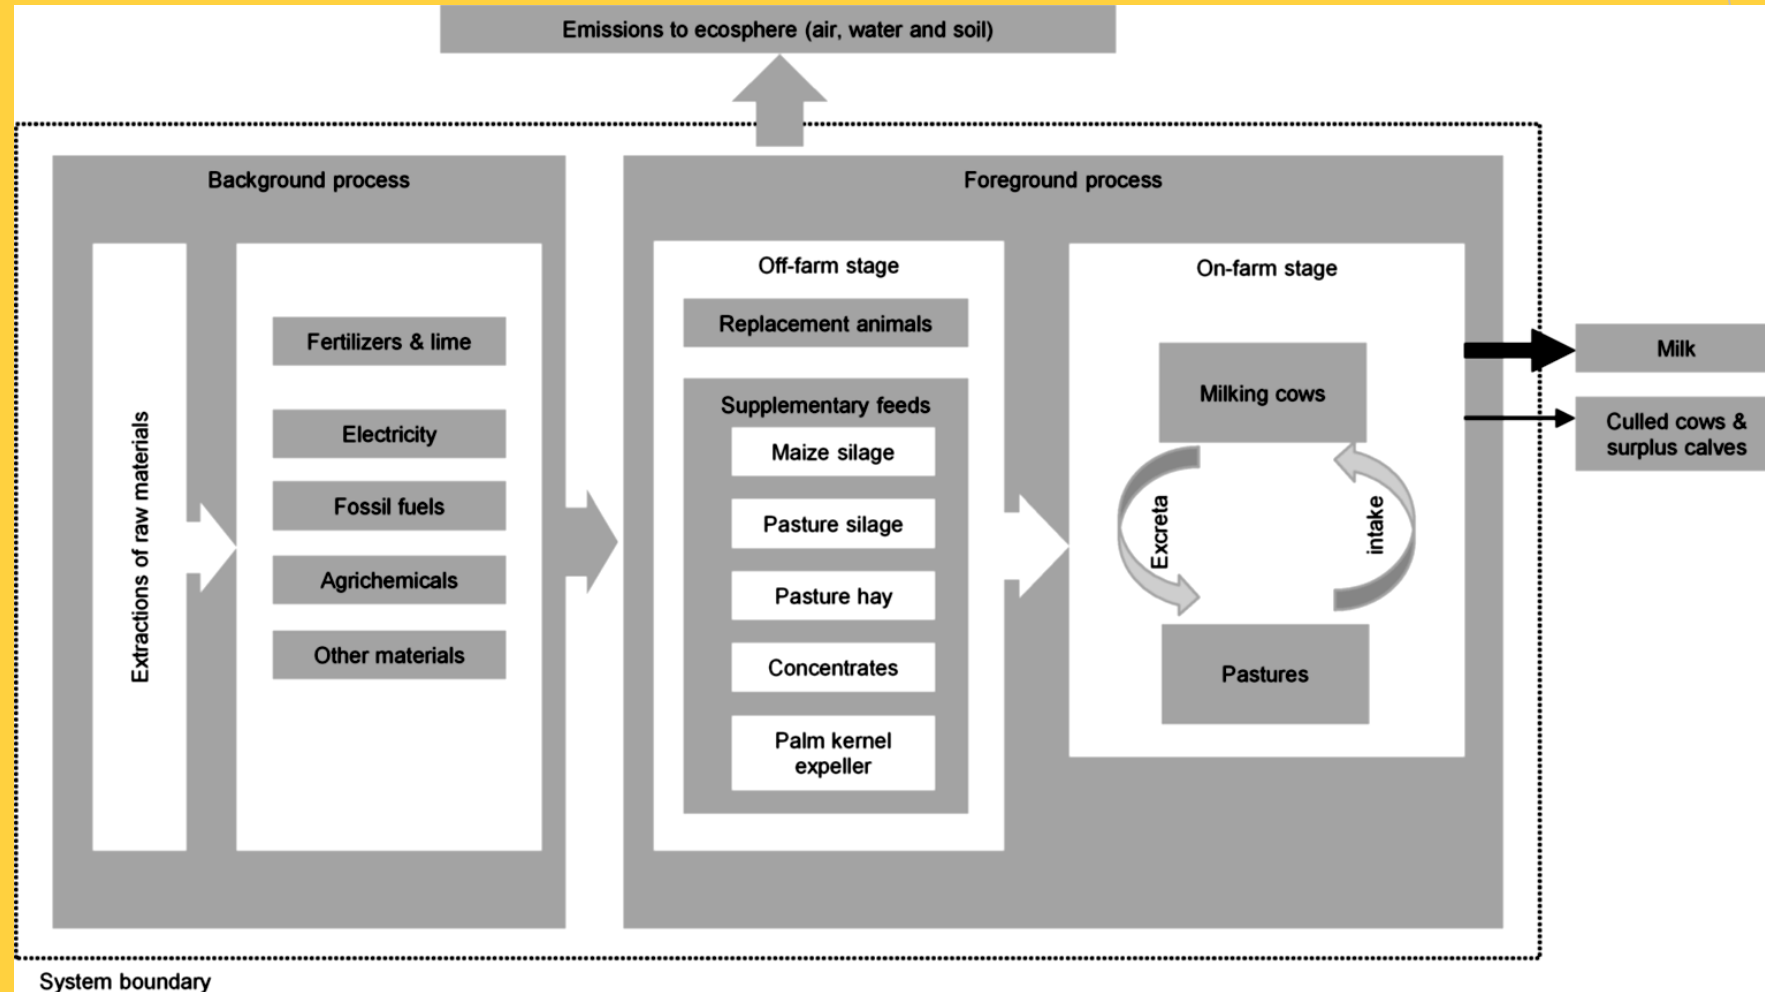 Emissions to ecosphere (air, water and soil)
Background process
Extractions of raw materials
Fertilizers & lime
Electricity
Fossil fuels
Agrichemicals
Other materials
Foreground process
Off-farm stage
Replacement animals
Supplementary feeds
Maize silage
Pasture silage
Pasture hay
Concentrates
Palm kernel
expeller
On-farm stage
Milking cows
Excreta
intake
Pastures
Milk
Culled cows &
surplus calves
System boundary